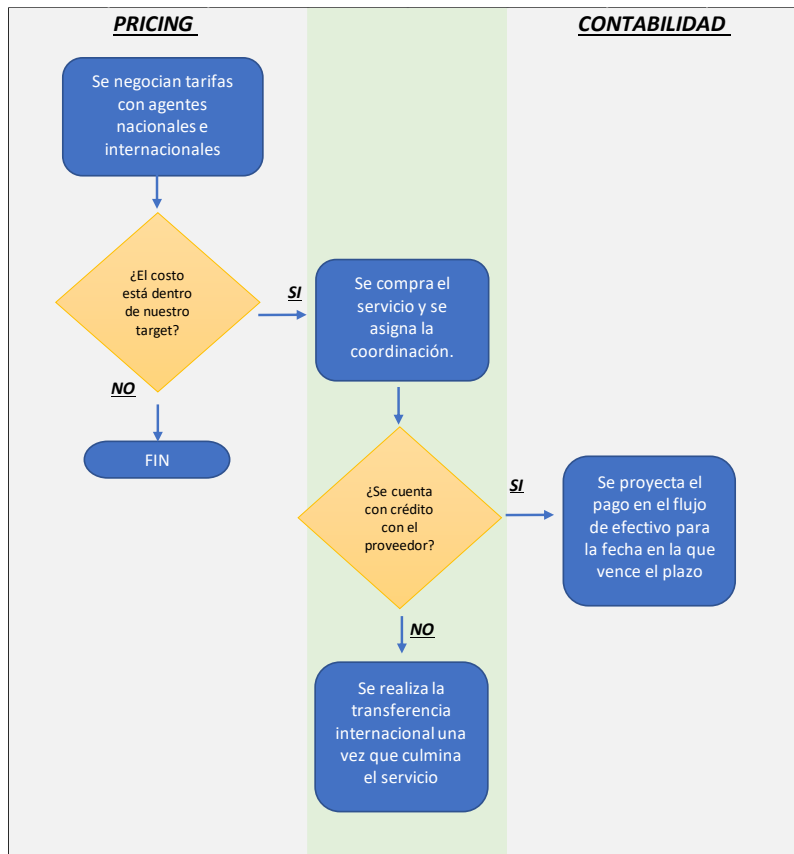 PRICING
CONTABILIDAD
Se negocian tarifas
con agentes
nacionales e
internacionales
¿El costo
está dentro
de nuestro
target?
SI
Se compra el
servicio y se
asigna la
coordinación.
NO
FIN
¿Se cuenta
con crédito
con el
proveedor?
SI
Se proyecta el
pago en el flujo
de efectivo para
la fecha en la que
vence el plazo
NO
Se realiza la
transferencia
internacional una
vez que culmina
el servicio